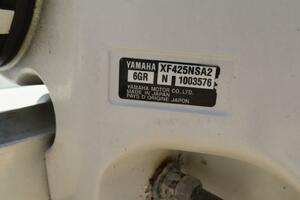 YAMAHA XF425NSA2
6GR N 1003576
YAMAHA MOTOR CO.,LTD.
MADE IN JAPAN
PAYS D'ORIGINE JAPON